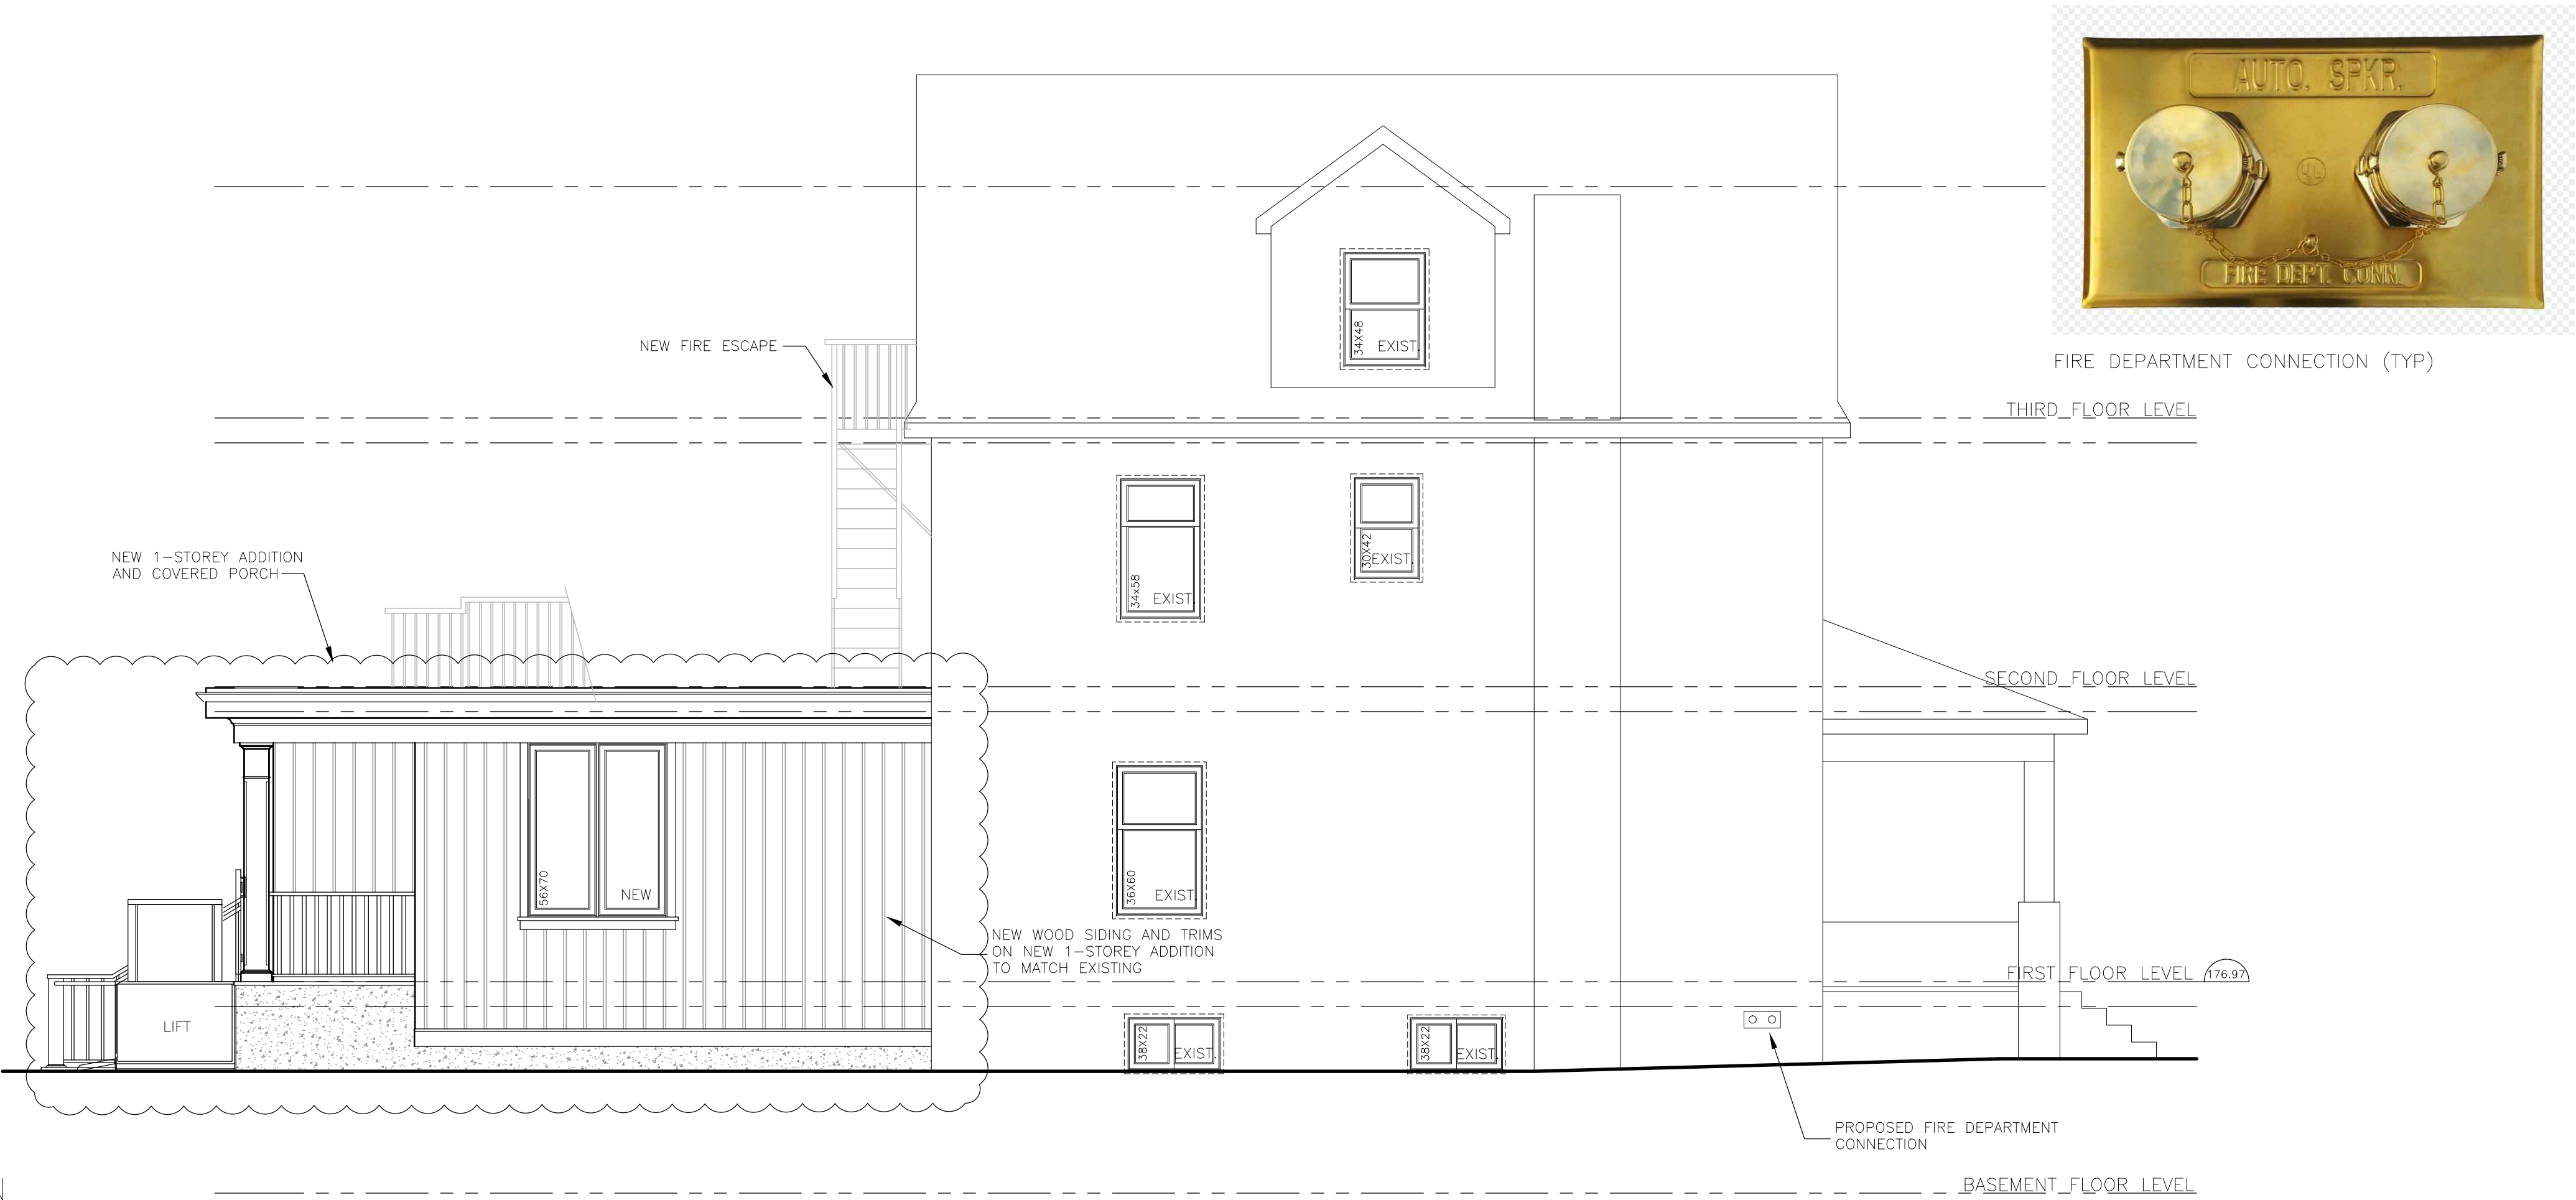 AUTO. SPKR.
UL
FIRE DEPT. CONN.
FIRE DEPARTMENT CONNECTION (TYP)
NEW FIRE ESCAPE
34X48
EXIST.
THIRD FLOOR LEVEL
NEW 1-STOREY ADDITION
AND COVERED PORCH
34x58
EXIST.
30X42
EXIST.
SECOND FLOOR LEVEL
56X70
NEW
36X60
EXIST.
NEW WOOD SIDING AND TRIMS
ON NEW 1-STOREY ADDITION
TO MATCH EXISTING
FIRST FLOOR LEVEL 176.97
LIFT
38X22
EXIST.
38X22
EXIST.
PROPOSED FIRE DEPARTMENT
CONNECTION
BASEMENT FLOOR LEVEL